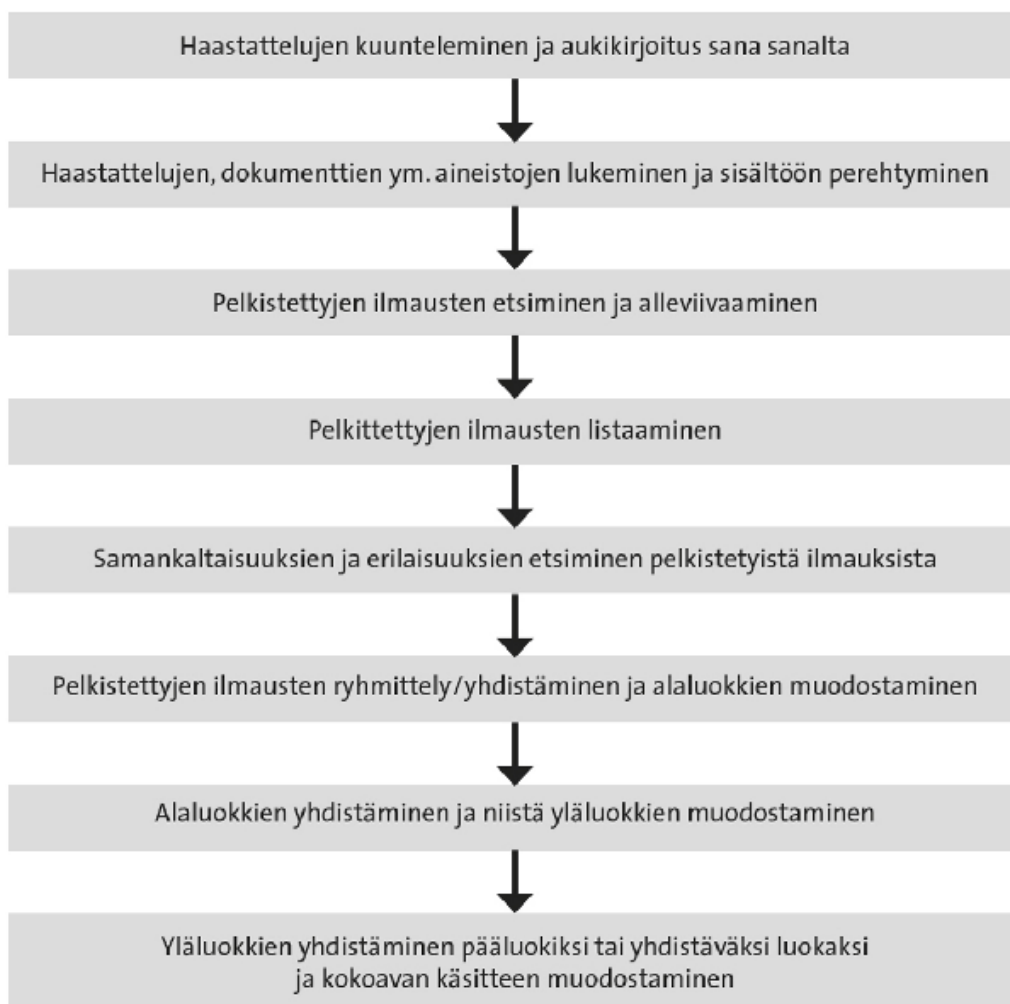 Haastattelujen kuunteleminen ja aukikirjoitus sana sanalta
Haastattelujen, dokumenttien ym. aineistojen lukeminen ja sisältöön perehtyminen
Pelkistettyjen ilmausten etsiminen ja alleviivaaminen
Pelkittettyjen ilmausten listaaminen
Samankaltaisuuksien ja erilaisuuksien etsiminen pelkistetyistä ilmauksista
Pelkistettyjen ilmausten ryhmittely/yhdistäminen ja alaluokkien muodostaminen
Alaluokkien yhdistäminen ja niistä yläluokkien muodostaminen
Yläluokkien yhdistäminen pääluokiksi tai yhdistäväksi luokaksi
ja kokoavan käsitteen muodostaminen